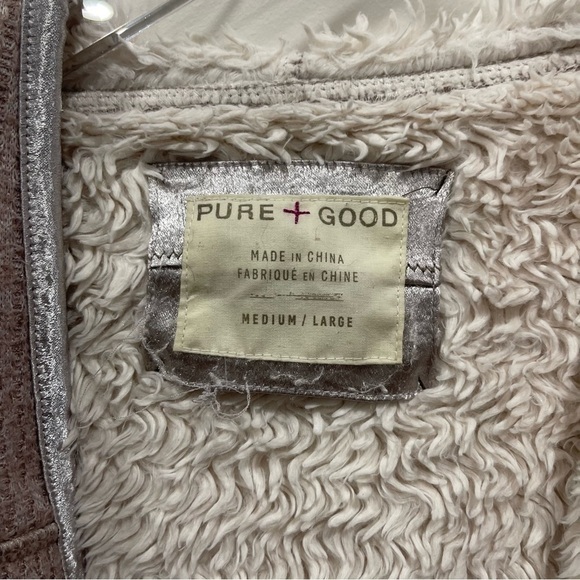 PURE + GOOD
MADE IN CHINA
FABRIQUÉ EN CHINE
MEDIUM / LARGE